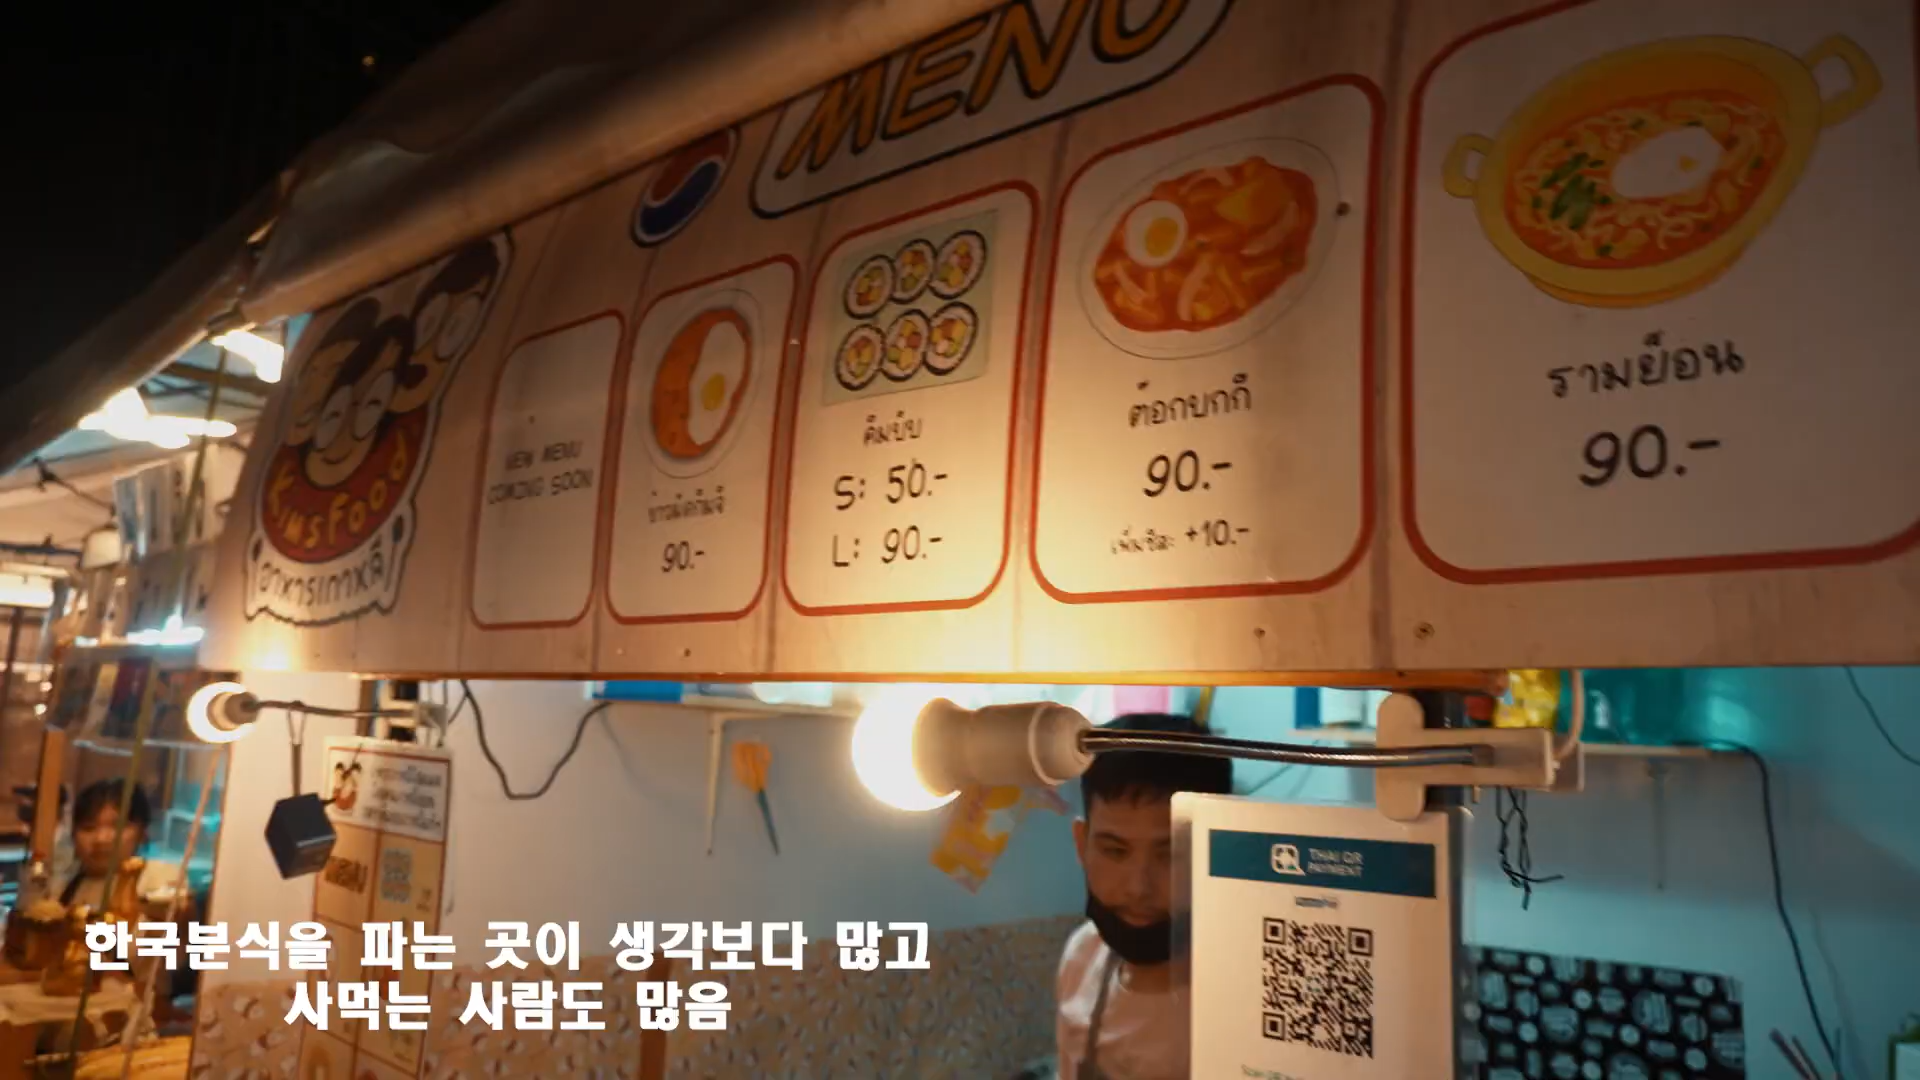 MENU
KIMSFOOD
อาหารเกาหลี
NEW MENU
COMING SOON
ข้าวผัดกิมจิ
90.-
คิมบับ
S: 50.-
L: 90.-
ต๊อกบกกี
90.-
เพิ่มชีส +10.-
รามย็อน
90.-
THAI QR
PAYMENT
한국분식을 파는 곳이 생각보다 많고
사먹는 사람도 많음